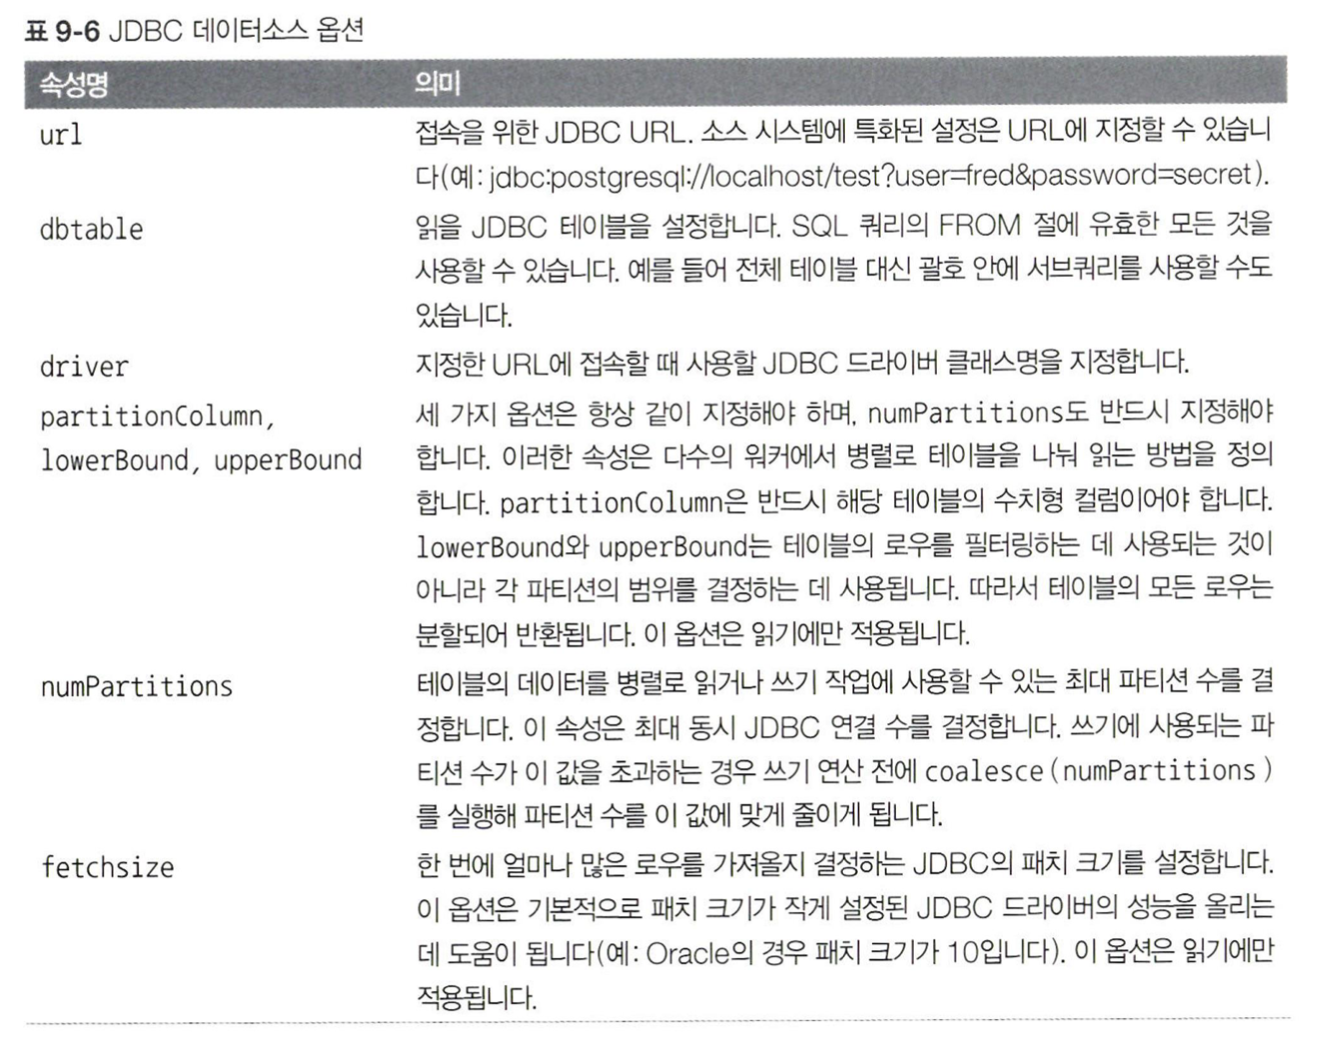 표 9-6 JDBC 데이터소스 옵션
속성명 의미
url 접속을 위한 JDBC URL. 소스 시스템에 특화된 설정은 URL에 지정할 수 있습니
다(예: jdbc:postgresql://localhost/test?user=fred&password=secret).
dbtable 읽을 JDBC 테이블을 설정합니다. SQL 쿼리의 FROM 절에 유효한 모든 것을
사용할 수 있습니다. 예를 들어 전체 테이블 대신 괄호 안에 서브쿼리를 사용할 수도
있습니다.
driver 지정한 URL에 접속할 때 사용할 JDBC 드라이버 클래스명을 지정합니다.
partitionColumn, 세 가지 옵션은 항상 같이 지정해야 하며, numPartitions도 반드시 지정해야
lowerBound, upperBound 합니다. 이러한 속성은 다수의 워커에서 병렬로 테이블을 나눠 읽는 방법을 정의
합니다. partitionColumn은 반드시 해당 테이블의 수치형 컬럼이어야 합니다.
lowerBound와 upperBound는 테이블의 로우를 필터링하는 데 사용되는 것이
아니라 각 파티션의 범위를 결정하는 데 사용됩니다. 따라서 테이블의 모든 로우는
분할되어 반환됩니다. 이 옵션은 읽기에만 적용됩니다.
numPartitions 테이블의 데이터를 병렬로 읽거나 쓰기 작업에 사용할 수 있는 최대 파티션 수를 결
정합니다. 이 속성은 최대 동시 JDBC 연결 수를 결정합니다. 쓰기에 사용되는 파
티션 수가 이 값을 초과하는 경우 쓰기 연산 전에 coalesce(numPartitions)
를 실행해 파티션 수를 이 값에 맞게 줄이게 됩니다.
fetchsize 한 번에 얼마나 많은 로우를 가져올지 결정하는 JDBC의 패치 크기를 설정합니다.
이 옵션은 기본적으로 패치 크기가 작게 설정된 JDBC 드라이버의 성능을 올리는
데 도움이 됩니다(예: Oracle의 경우 패치 크기가 10입니다). 이 옵션은 읽기에만
적용됩니다.